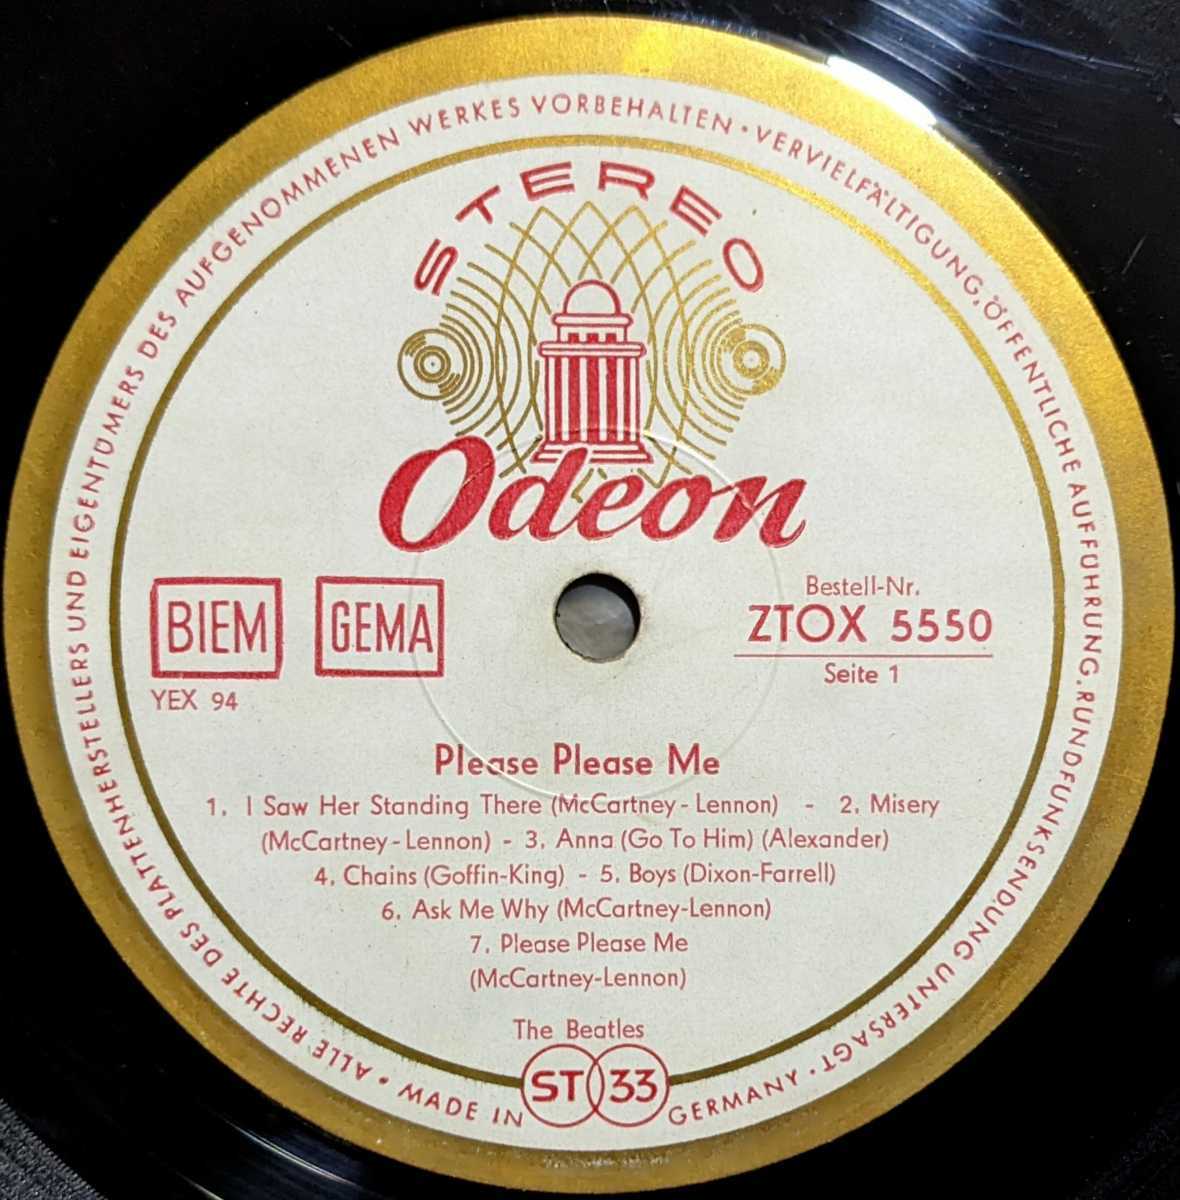 ALLE RECHTE DES PLATTENHERSTELLERS UND EIGENTÜMERS DES AUFGENOMMENEN WERKES VORBEHALTEN · VERVIELFÄLTIGUNG, ÖFFENTLICHE AUFFÜHRUNG, RUNDFUNKSENDUNG UNTERSAGT ·
STEREO
Odeon
BIEM GEMA
YEX 94
Bestell-Nr.
ZTOX 5550
Seite 1
Please Please Me
1. I Saw Her Standing There (McCartney - Lennon) - 2. Misery
(McCartney - Lennon) - 3. Anna (Go To Him) (Alexander)
4. Chains (Goffin-King) - 5. Boys (Dixon-Farrell)
6. Ask Me Why (McCartney-Lennon)
7. Please Please Me
(McCartney-Lennon)
The Beatles
ST 33
MADE IN GERMANY